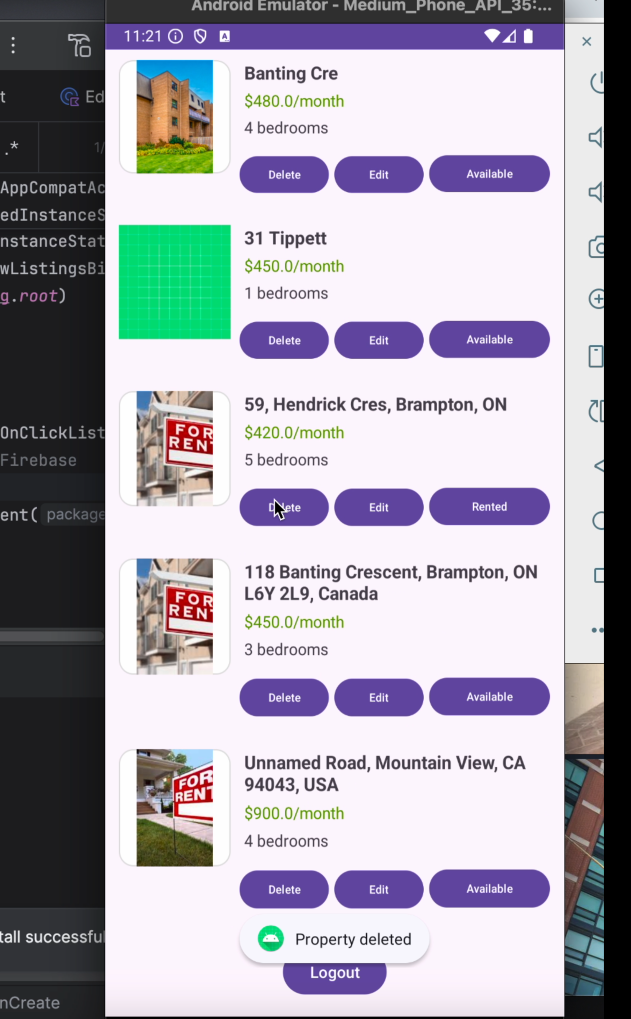 Android Emulator - Medium_Phone_API_35:...
11:21
A
t
Ed
.*
1/
AppCompatAc
edInstanceS
nstanceStat
wListingsBi
g.root)
OnClickList
Firebase
ent( package
tall successful
nCreate
Banting Cre
$480.0/month
4 bedrooms
Delete Edit Available
31 Tippett
$450.0/month
1 bedrooms
Delete Edit Available
FOR
RENT
59, Hendrick Cres, Brampton, ON
$420.0/month
5 bedrooms
Delete Edit Rented
FOR
RENT
118 Banting Crescent, Brampton, ON
L6Y 2L9, Canada
$450.0/month
3 bedrooms
Delete Edit Available
FOR
RENT
Unnamed Road, Mountain View, CA
94043, USA
$900.0/month
4 bedrooms
Delete Edit Available
Property deleted
Logout